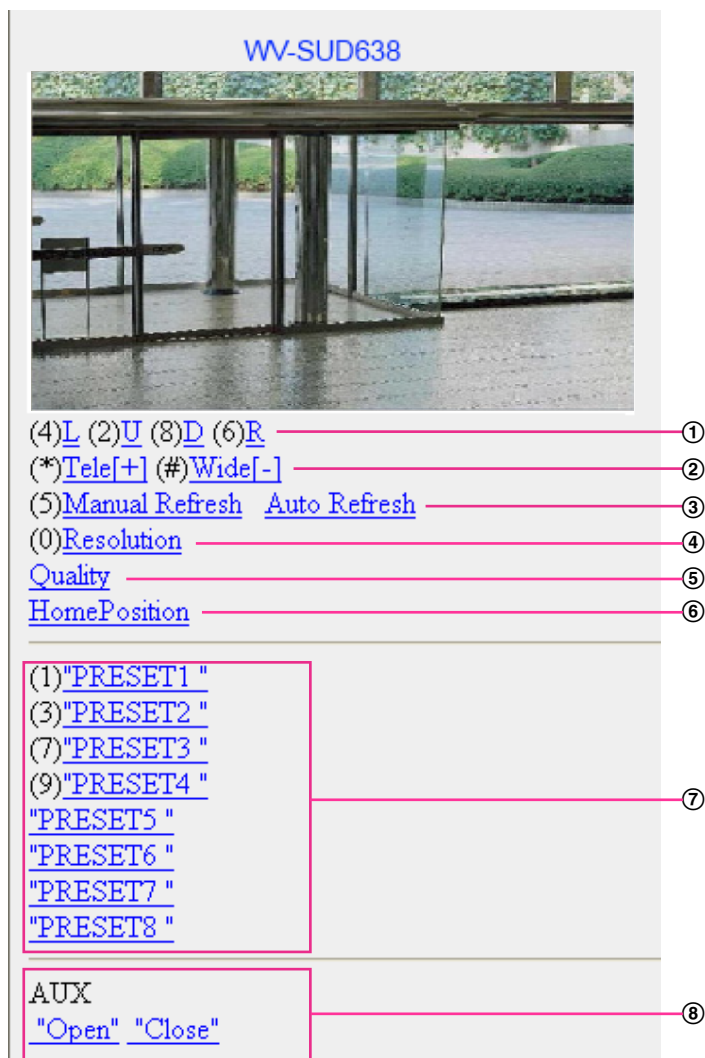 WV-SUD638
(4)L (2)U (8)D (6)R ①
(*)Tele[+] (#)Wide[-] ②
(5)Manual Refresh Auto Refresh ③
(0)Resolution ④
Quality ⑤
HomePosition ⑥
(1)"PRESET1 "
(3)"PRESET2 "
(7)"PRESET3 "
(9)"PRESET4 " ⑦
"PRESET5 "
"PRESET6 "
"PRESET7 "
"PRESET8 "
AUX
"Open" "Close" ⑧